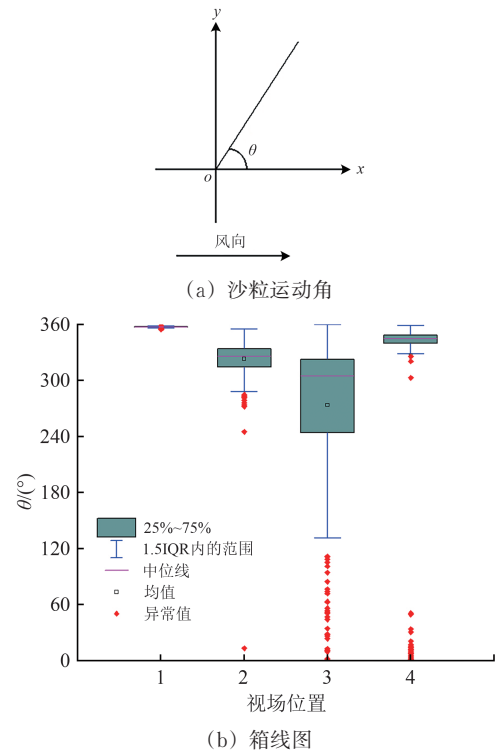 y
θ
o
x
风向
(a) 沙粒运动角
360
300
240
180
120
60
0
θ/(°)
25%~75%
1.5IQR内的范围
中位线
均值
异常值
1 2 3 4
视场位置
(b) 箱线图